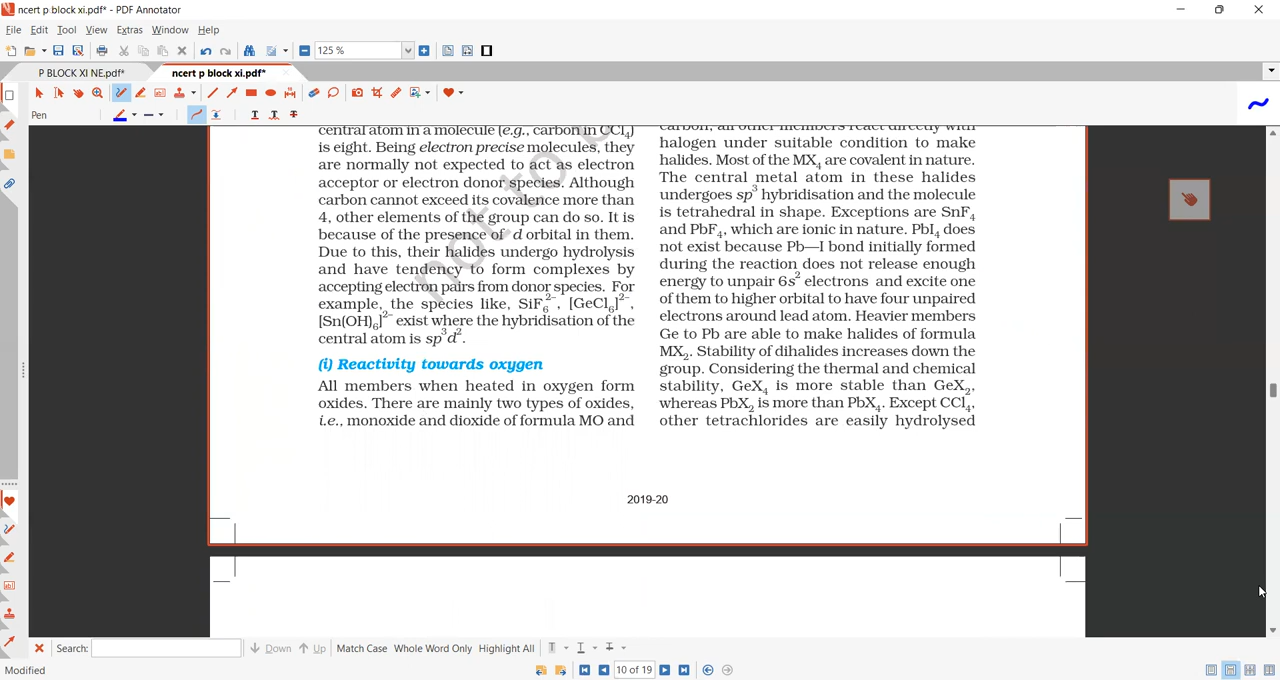 ncert p block xi.pdf* - PDF Annotator
File Edit Tool View Extras Window Help
125 %
P BLOCK XI NE.pdf* ncert p block xi.pdf*
Pen
central atom in a molecule (e.g., carbon in CCl4)
is eight. Being electron precise molecules, they
are normally not expected to act as electron
acceptor or electron donor species. Although
carbon cannot exceed its covalence more than
4, other elements of the group can do so. It is
because of the presence of d orbital in them.
Due to this, their halides undergo hydrolysis
and have tendency to form complexes by
accepting electron pairs from donor species. For
example, the species like, SiF6^2–, [GeCl6]^2–,
[Sn(OH)6]^2– exist where the hybridisation of the
central atom is sp^3d^2.
(i) Reactivity towards oxygen
All members when heated in oxygen form
oxides. There are mainly two types of oxides,
i.e., monoxide and dioxide of formula MO and
carbon, all other members react directly with
halogen under suitable condition to make
halides. Most of the MX4 are covalent in nature.
The central metal atom in these halides
undergoes sp^3 hybridisation and the molecule
is tetrahedral in shape. Exceptions are SnF4
and PbF4, which are ionic in nature. PbI4 does
not exist because Pb—I bond initially formed
during the reaction does not release enough
energy to unpair 6s^2 electrons and excite one
of them to higher orbital to have four unpaired
electrons around lead atom. Heavier members
Ge to Pb are able to make halides of formula
MX2. Stability of dihalides increases down the
group. Considering the thermal and chemical
stability, GeX4 is more stable than GeX2,
whereas PbX2 is more than PbX4. Except CCl4,
other tetrachlorides are easily hydrolysed
not to
2019-20
Search: Down Up Match Case Whole Word Only Highlight All
10 of 19
Modified